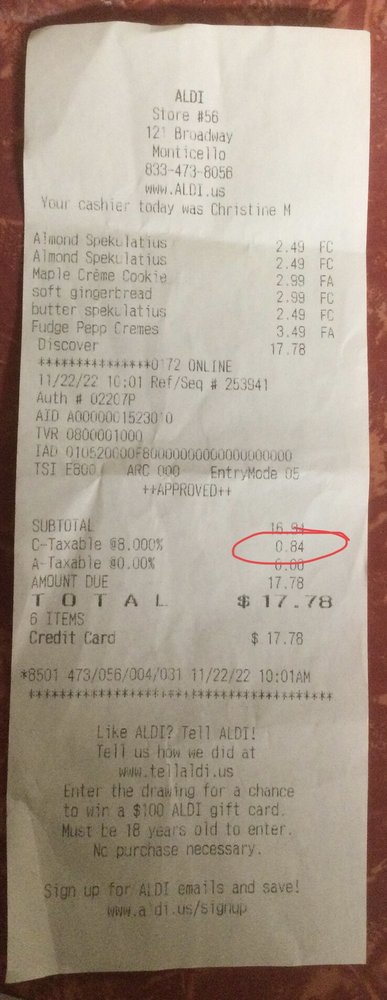 ALDI
Store #56
121 Broadway
Monticello
833-473-8056
www.ALDI.us
Your cashier today was Christine M
Almond Spekulatius 2.49 FC
Almond Spekulatius 2.49 FC
Maple Crème Cookie 2.99 FA
soft gingerbread 2.99 FC
butter spekulatius 2.49 FC
Fudge Pepp Cremes 3.49 FA
Discover 17.78
***************0172 ONLINE
11/22/22 10:01 Ref/Seq # 253941
Auth # 02207P
AID A0000001523010
TVR 0800001000
TSI E800 ARC 000 EntryMode 05
++APPROVED++
SUBTOTAL 16.94
C-Taxable @8.000% 0.84
A-Taxable @0.00% 0.00
AMOUNT DUE 17.78
TOTAL $ 17.78
6 ITEMS
Credit Card $ 17.78
*8501 473/056/004/031 11/22/22 10:01AM
****************************************
Like ALDI? Tell ALDI!
Tell us how we did at
www.tellaldi.us
Enter the drawing for a chance
to win a $100 ALDI gift card.
Must be 18 years old to enter.
No purchase necessary.
Sign up for ALDI emails and save!
www.aldi.us/signup